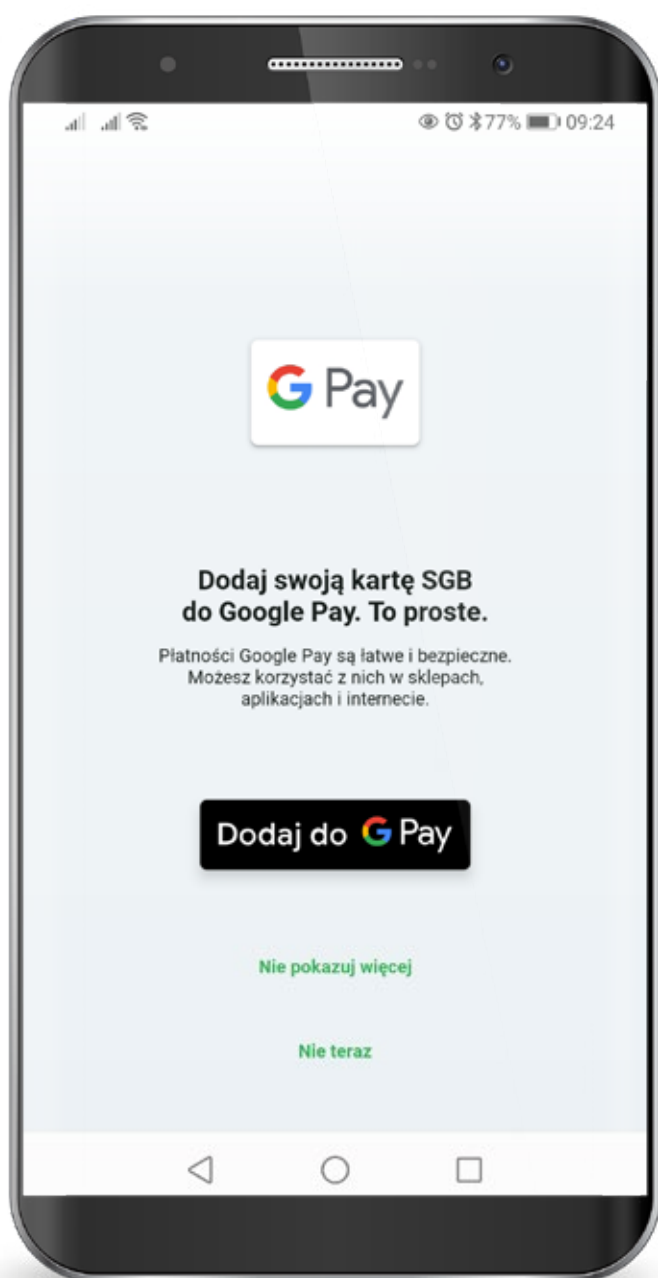 77% 09:24
G Pay
Dodaj swoją kartę SGB
do Google Pay. To proste.
Płatności Google Pay są łatwe i bezpieczne.
Możesz korzystać z nich w sklepach,
aplikacjach i internecie.
Dodaj do G Pay
Nie pokazuj więcej
Nie teraz